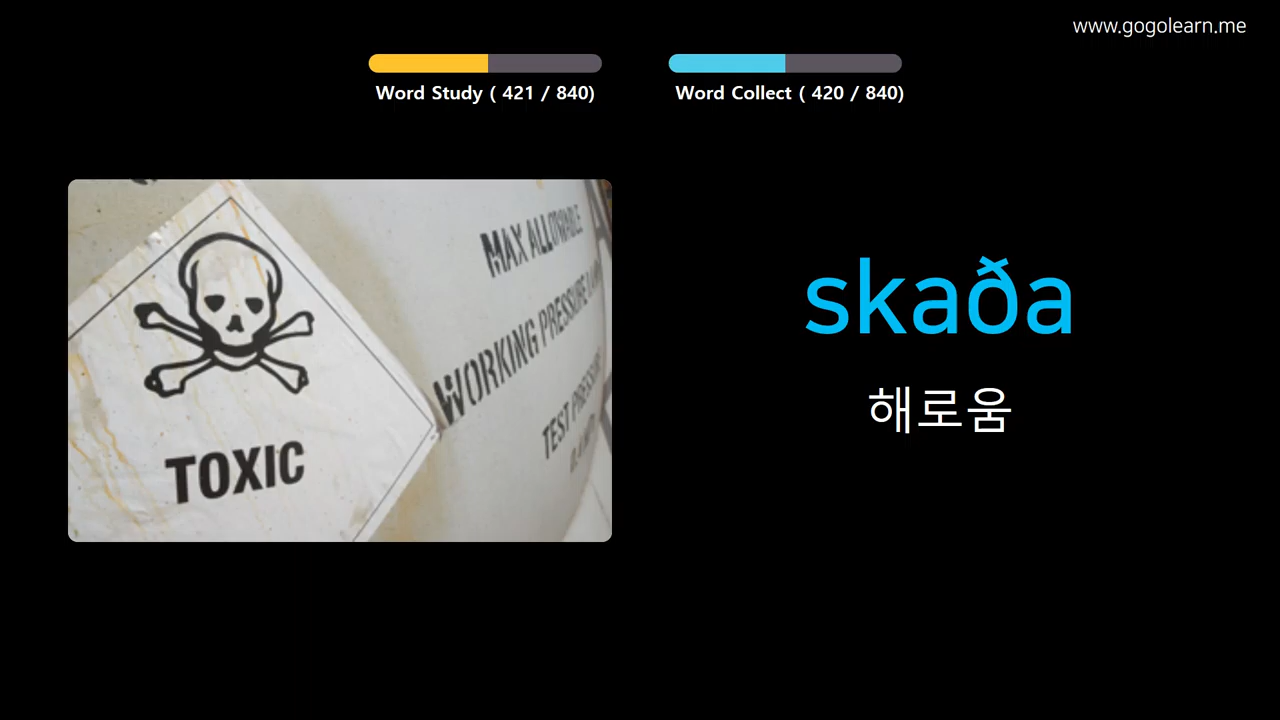 www.gogolearn.me
Word Study ( 421 / 840)
Word Collect ( 420 / 840)
MAX ALLOWABLE
WORKING PRESSURE
TEST PRESSURE
TOXIC
skaða
해로움